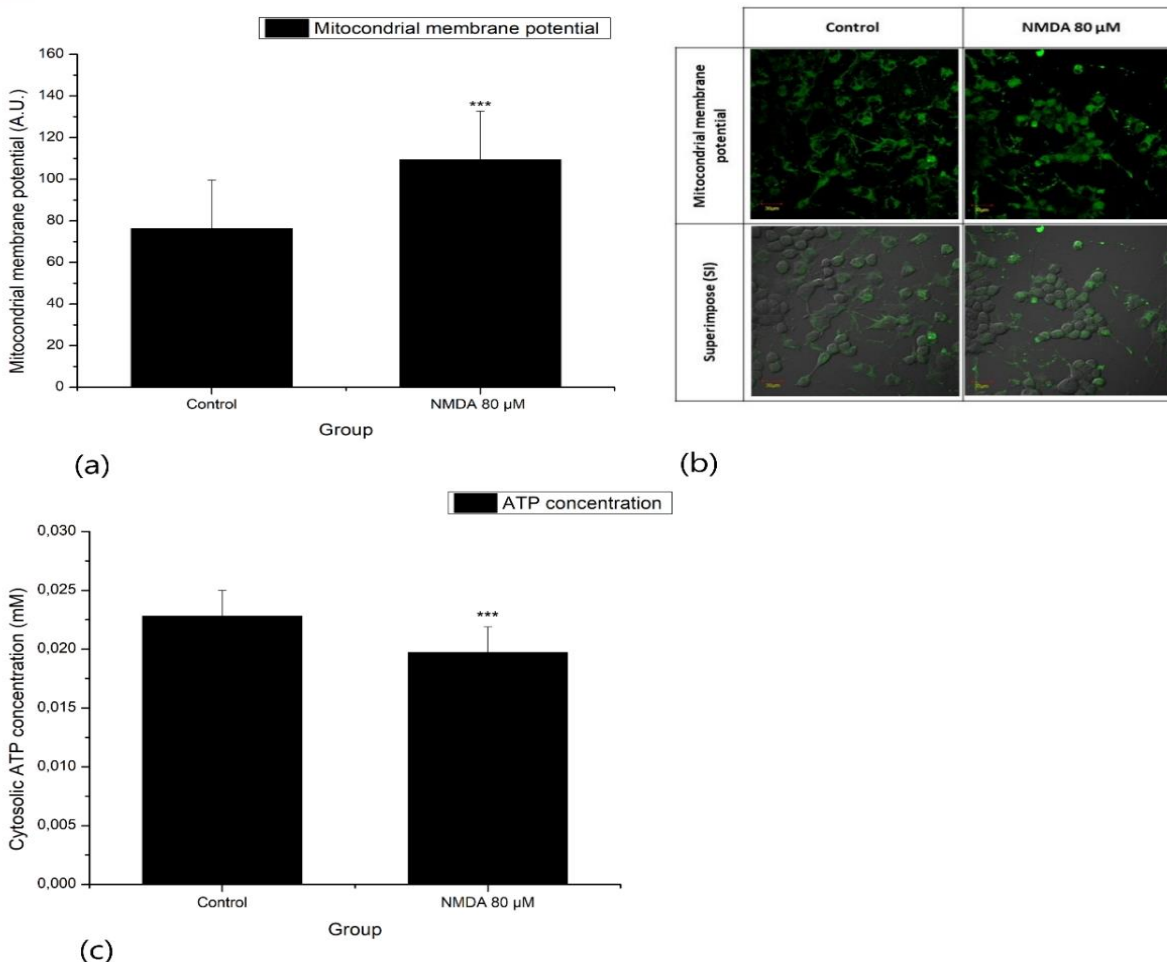 Mitocondrial membrane potential
160
140
120
100
80
60
40
20
0
Mitocondrial membrane potential (A.U.)
***
Control
NMDA 80 µM
Group
(a)
Control
NMDA 80 µM
Mitocondrial membrane
potential
Superimpose (SI)
(b)
ATP concentration
0,030
0,025
0,020
0,015
0,010
0,005
0,000
Cytosolic ATP concentration (mM)
***
Control
NMDA 80 µM
Group
(c)